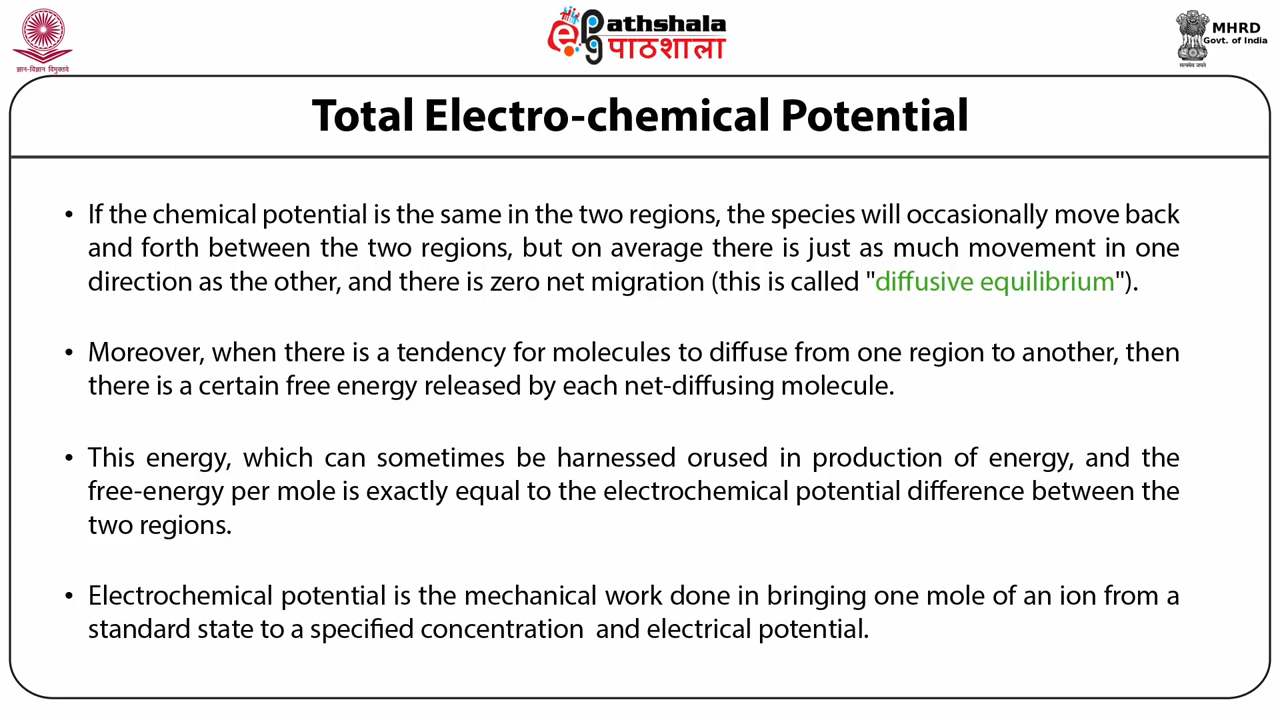 ज्ञान-विज्ञान विमुक्तये
ePathshala
पाठशाला
MHRD
Govt. of India
सत्यमेव जयते
Total Electro-chemical Potential
• If the chemical potential is the same in the two regions, the species will occasionally move back
and forth between the two regions, but on average there is just as much movement in one
direction as the other, and there is zero net migration (this is called "diffusive equilibrium").
• Moreover, when there is a tendency for molecules to diffuse from one region to another, then
there is a certain free energy released by each net-diffusing molecule.
• This energy, which can sometimes be harnessed orused in production of energy, and the
free-energy per mole is exactly equal to the electrochemical potential difference between the
two regions.
• Electrochemical potential is the mechanical work done in bringing one mole of an ion from a
standard state to a specified concentration  and electrical potential.